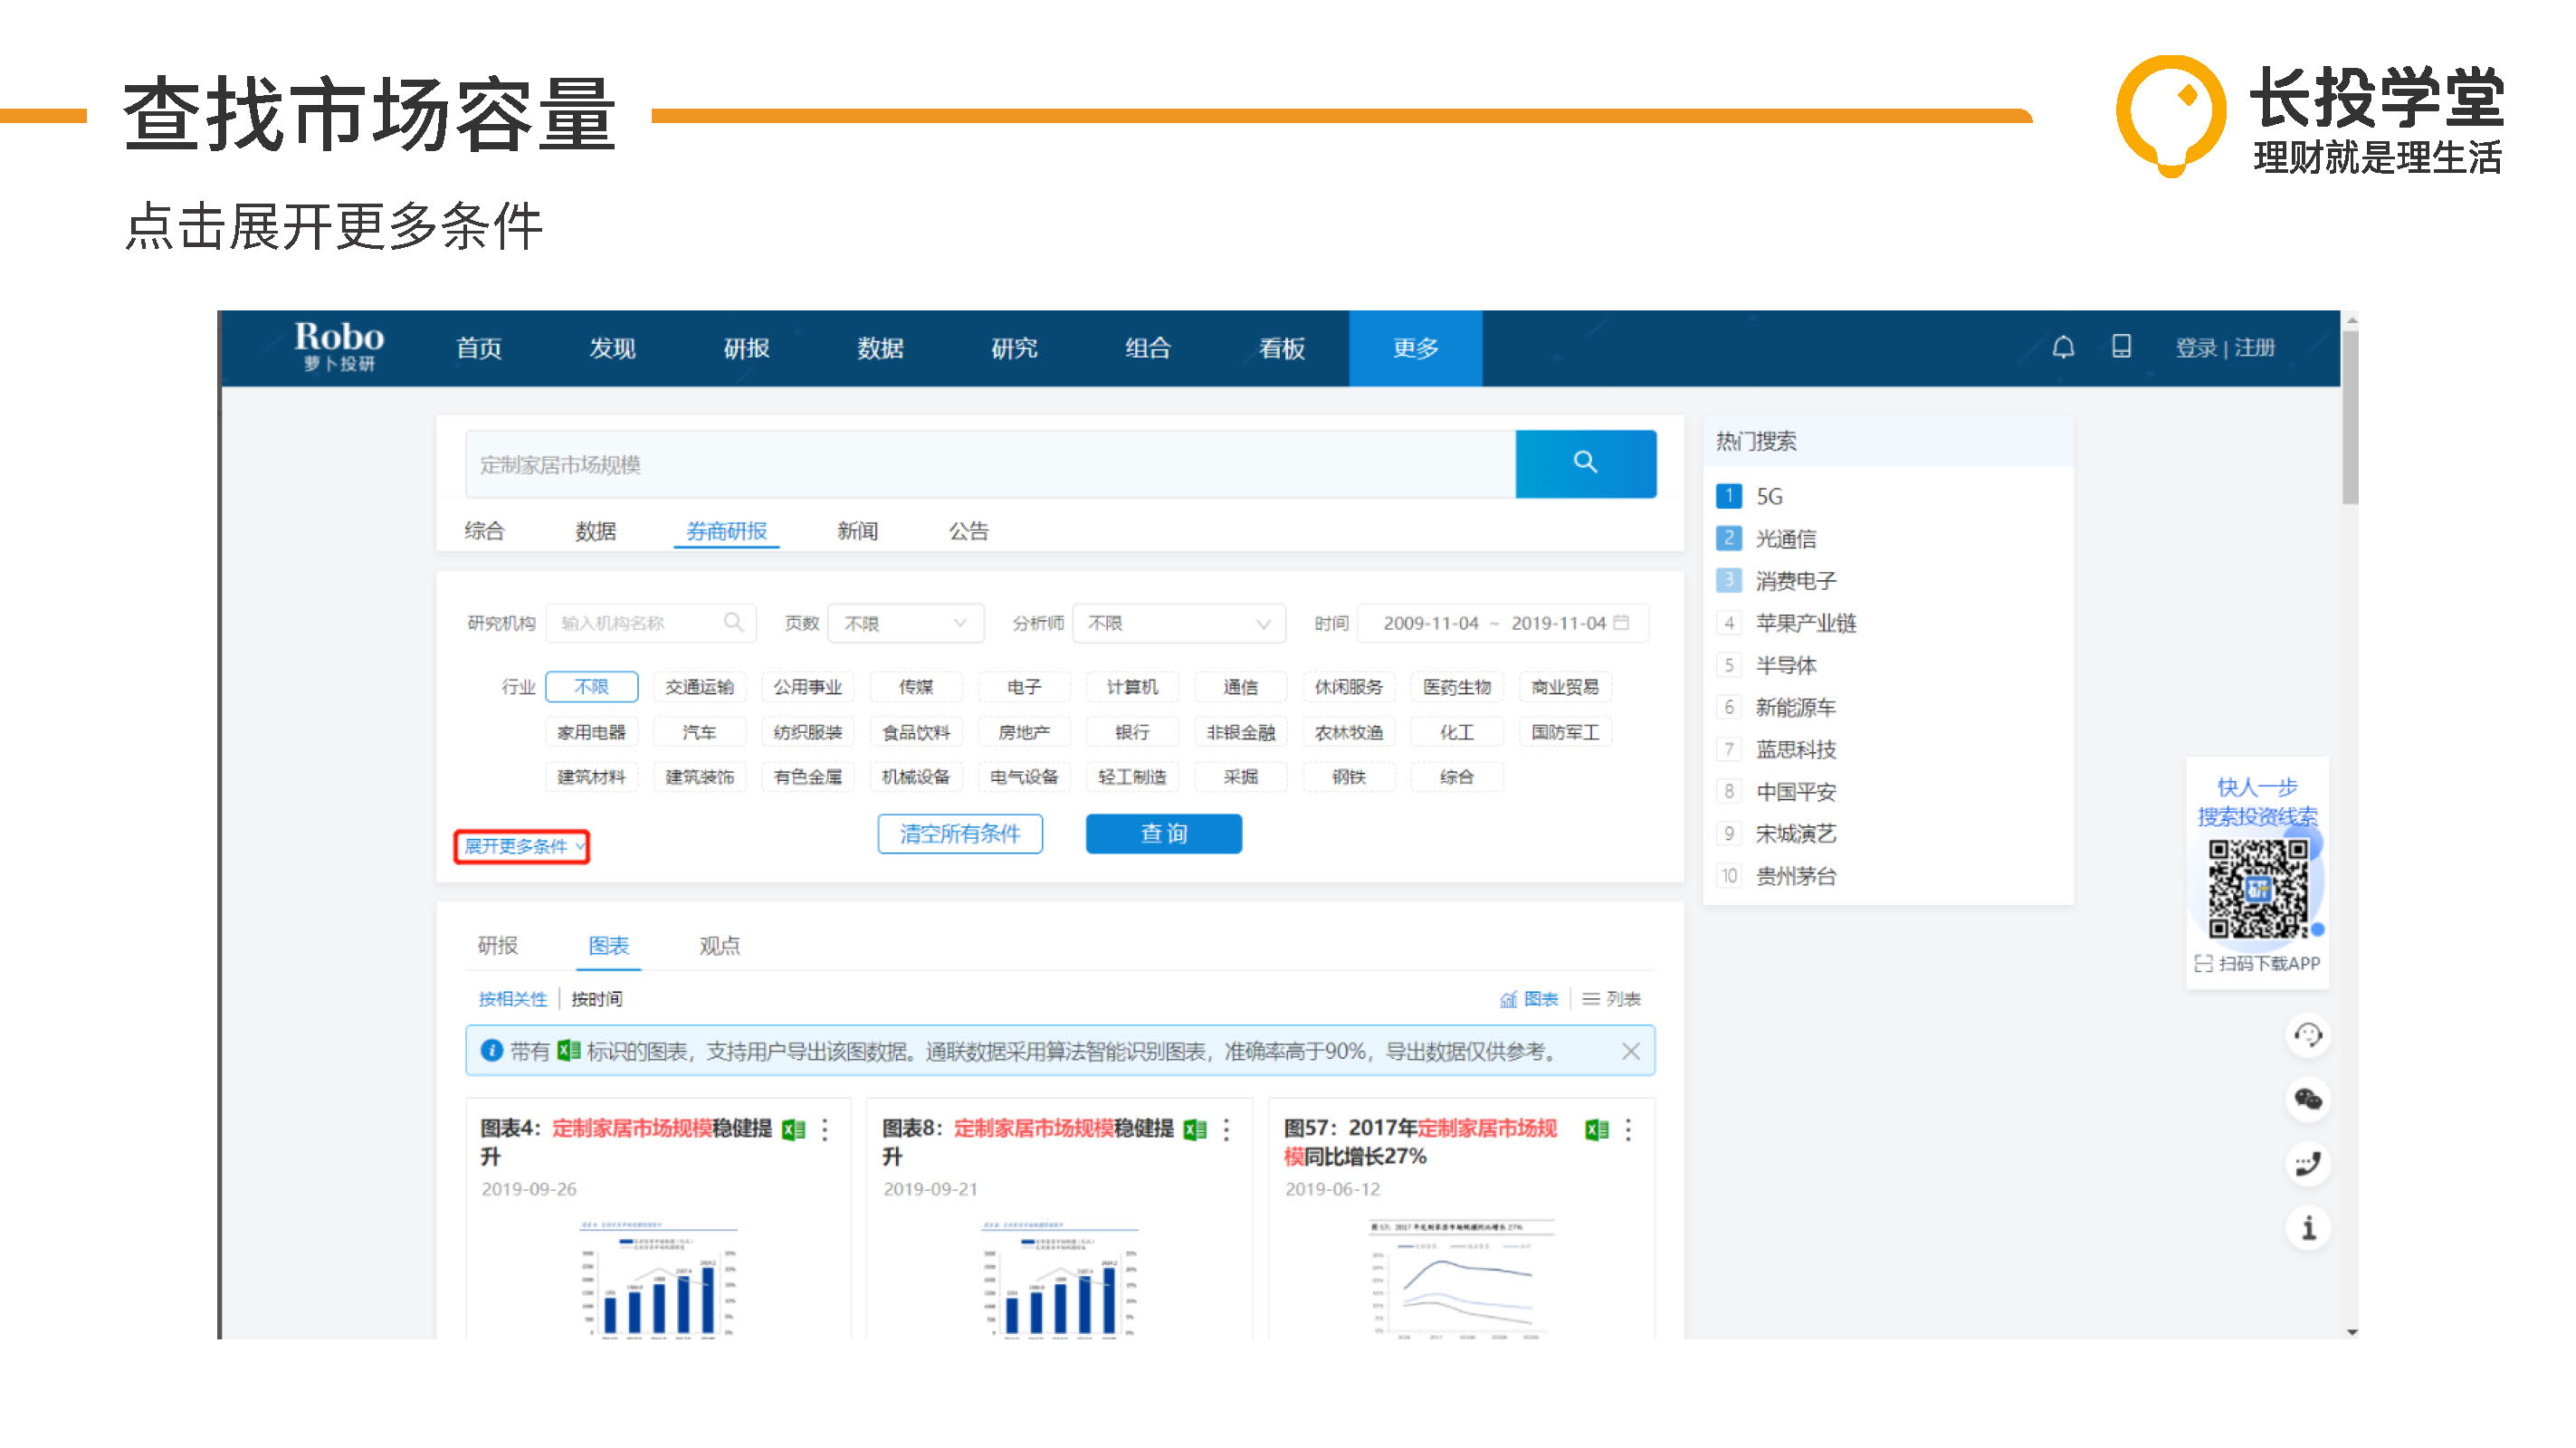 查找市场容量
长投学堂
理财就是理生活
点击展开更多条件
Robo
萝卜投研
首页 发现 研报 数据 研究 组合 看板 更多
登录 | 注册
定制家居市场规模
综合 数据 券商研报 新闻 公告
研究机构 输入机构名称 页数 不限 分析师 不限 时间 2009-11-04 ~ 2019-11-04
行业 不限 交通运输 公用事业 传媒 电子 计算机 通信 休闲服务 医药生物 商业贸易
家用电器 汽车 纺织服装 食品饮料 房地产 银行 非银金融 农林牧渔 化工 国防军工
建筑材料 建筑装饰 有色金属 机械设备 电气设备 轻工制造 采掘 钢铁 综合
展开更多条件 清空所有条件 查询
热门搜索
1 5G
2 光通信
3 消费电子
4 苹果产业链
5 半导体
6 新能源车
7 蓝思科技
8 中国平安
9 宋城演艺
10 贵州茅台
快人一步
搜索投资线索
扫码下载APP
研报 图表 观点
按相关性 | 按时间
图表 | 列表
带有 标识的图表，支持用户导出该图数据。通联数据采用算法智能识别图表，准确率高于90%，导出数据仅供参考。
图表4：定制家居市场规模稳健提
升
2019-09-26
图表8：定制家居市场规模稳健提
升
2019-09-21
图57：2017年定制家居市场规
模同比增长27%
2019-06-12
图 57：2017 年定制家居市场规模同比增长 27%